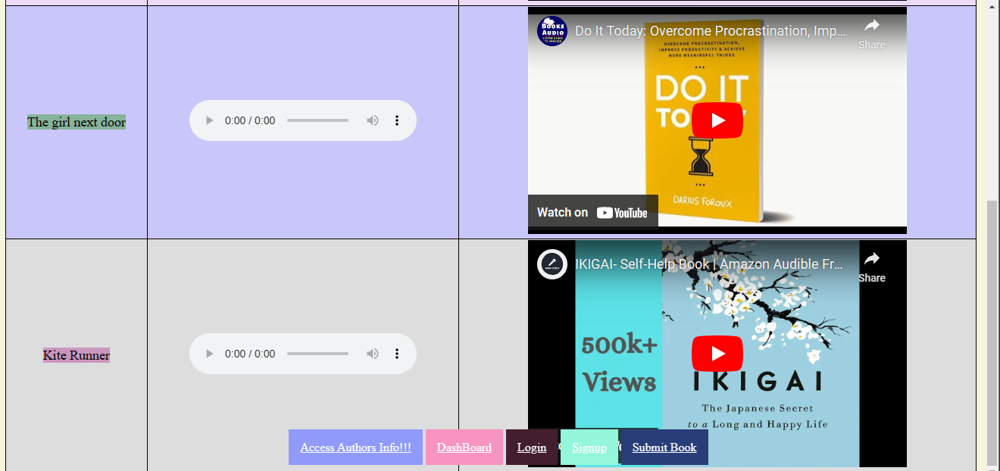 The girl next door
0:00 / 0:00
BOOKS
AUDIO
Do It Today: Overcome Procrastination, Imp...
Share
OVERCOME PROCRASTINATION,
IMPROVE PRODUCTIVITY & ACHIEVE
MORE MEANINGFUL THINGS
DO IT
DARIUS FOROUX
Watch on YouTube
Kite Runner
0:00 / 0:00
IKIGAI- Self-Help Book | Amazon Audible Fr...
Share
500k+
Views
IKIGAI
The Japanese Secret
to a Long and Happy Life
Access Authors Info!!!
DashBoard
Login
Signup
Submit Book